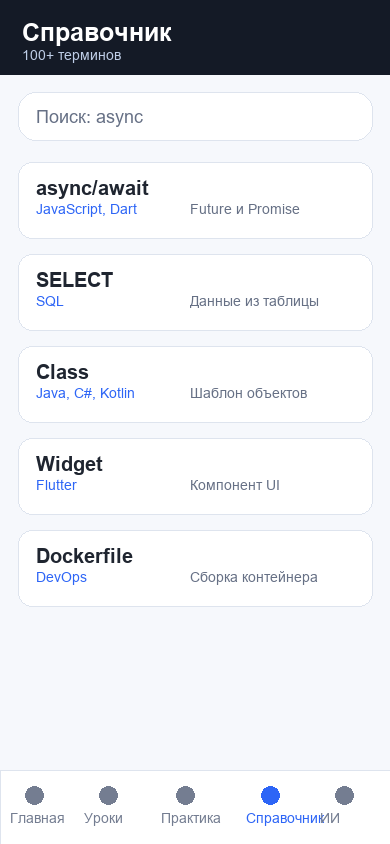 Справочник
100+ терминов
Поиск: async
async/await
JavaScript, Dart Future и Promise
SELECT
SQL Данные из таблицы
Class
Java, C#, Kotlin Шаблон объектов
Widget
Flutter Компонент UI
Dockerfile
DevOps Сборка контейнера
Главная Уроки Практика Справочник ИИ